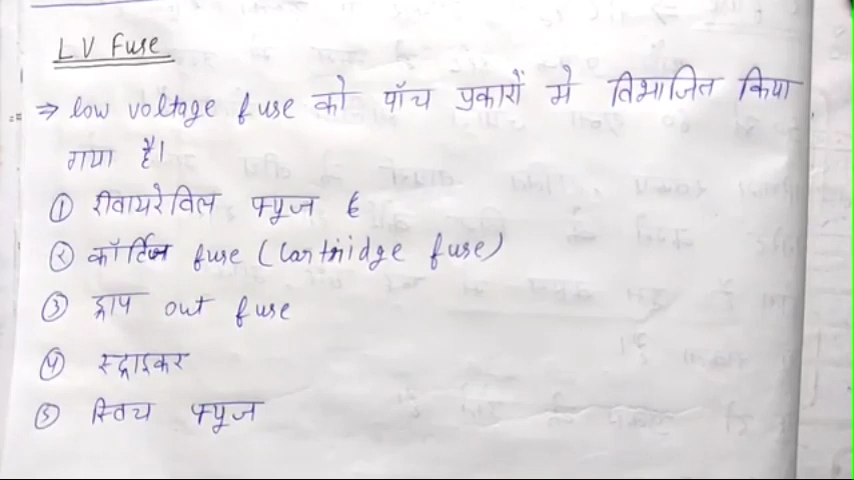 LV Fuse
⇒ low voltage fuse को पॉच प्रकारों मे विभाजित किया
गया है।
① रीवायरेविल फ्यूज
② कॉर्टिज fuse (Cartridge fuse)
③ ड्राप out fuse
④ स्ट्राइकर
⑤ स्विच फ्यूज